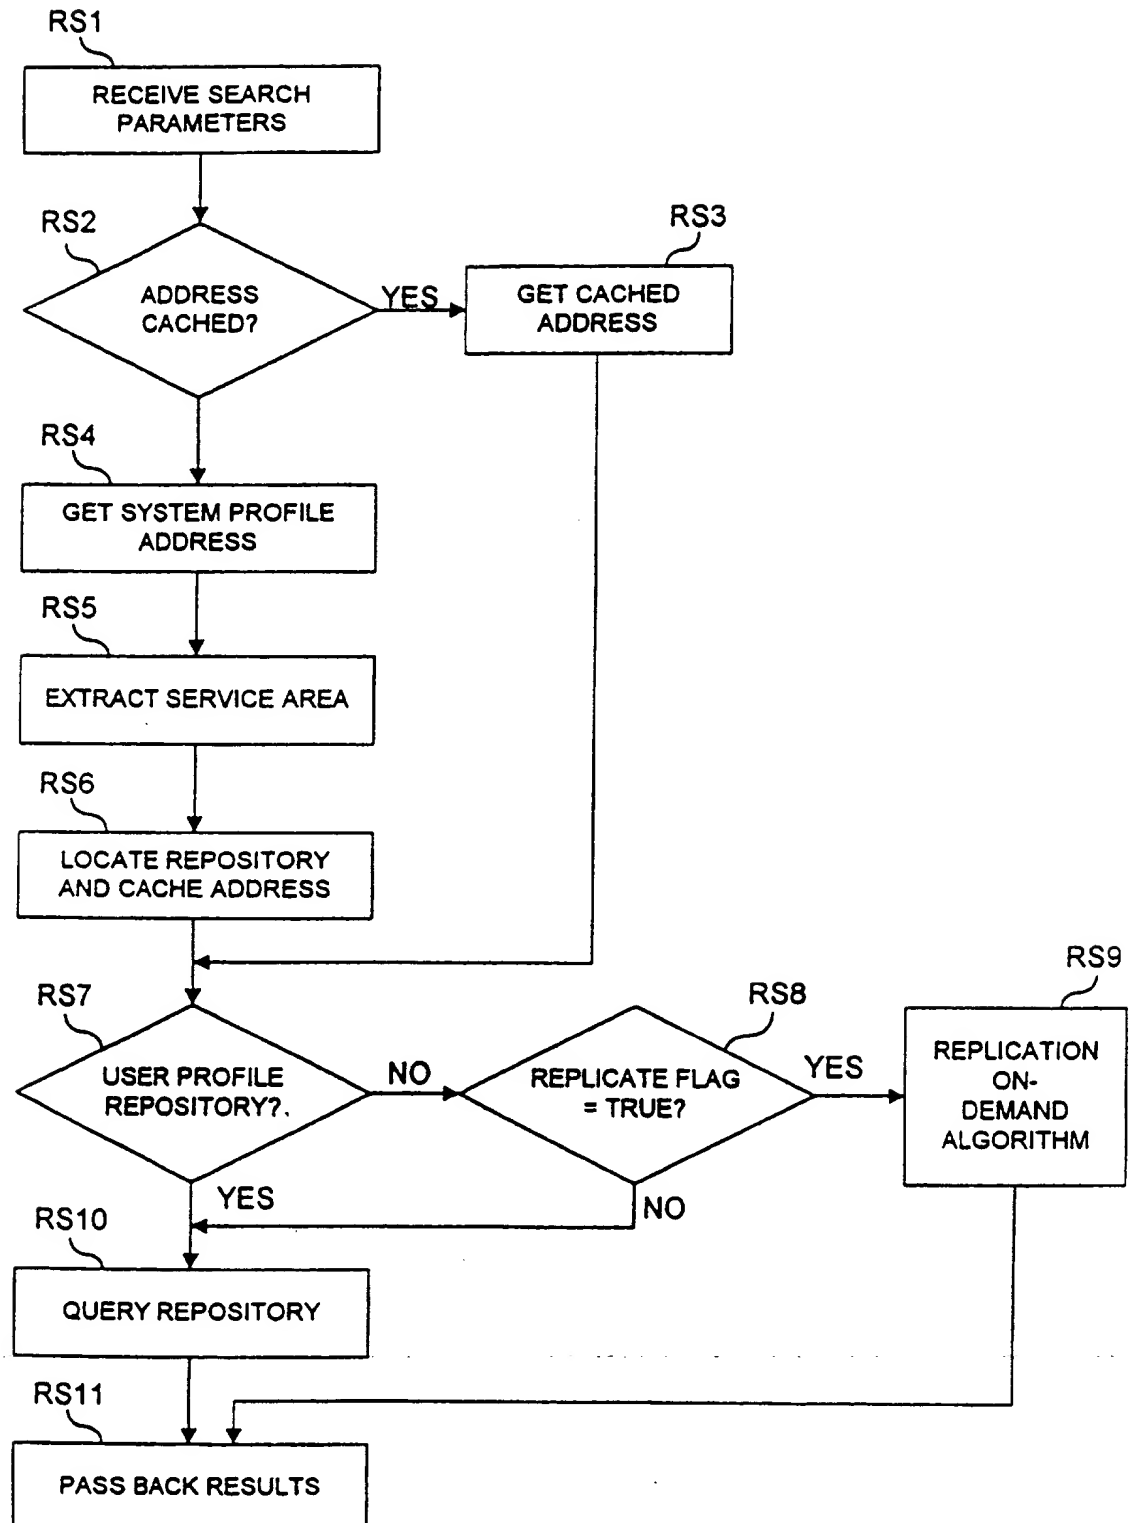 RS1
RECEIVE SEARCH
PARAMETERS
RS2
ADDRESS
CACHED?
YES
RS3
GET CACHED
ADDRESS
RS4
GET SYSTEM PROFILE
ADDRESS
RS5
EXTRACT SERVICE AREA
RS6
LOCATE REPOSITORY
AND CACHE ADDRESS
RS7
USER PROFILE
REPOSITORY?.
NO
RS8
REPLICATE FLAG
= TRUE?
YES
RS9
REPLICATION
ON-
DEMAND
ALGORITHM
YES
NO
RS10
QUERY REPOSITORY
RS11
PASS BACK RESULTS